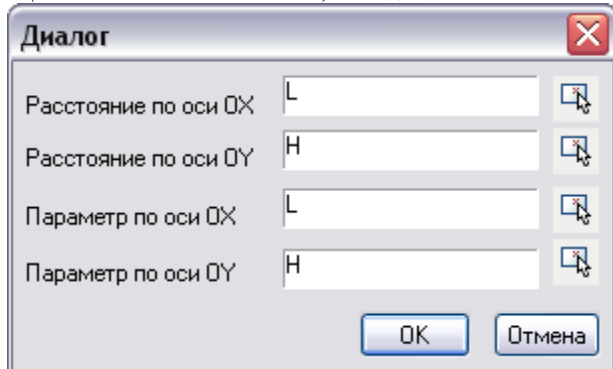 Диалог
Расстояние по оси OX L
Расстояние по оси OY H
Параметр по оси OX L
Параметр по оси OY H
OK Отмена